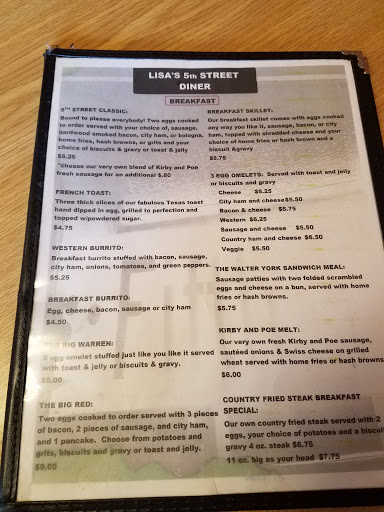 LISA'S 5th STREET
DINER
BREAKFAST
5TH STREET CLASSIC:
Bound to please everybody! Two eggs cooked
to order served with your choice of, sausage,
hardwood smoked bacon, city ham, or bologna,
home fries, hash browns, or grits and your
choice of biscuits & gravy or toast & jelly
$5.25
*choose our very own blend of Kirby and Poe
fresh sausage for an additional $.80
FRENCH TOAST:
Three thick slices of our fabulous Texas toast
hand dipped in egg, grilled to perfection and
topped w/powdered sugar.
$4.75
WESTERN BURRITO:
Breakfast burrito stuffed with bacon, sausage,
city ham, onions, tomatoes, and green peppers.
$5.25
BREAKFAST BURRITO:
Egg, cheese, bacon, sausage or city ham
$4.50
THE BIG WARREN:
6 egg omelet stuffed just like you like it served
with toast & jelly or biscuits & gravy.
$8.00
THE BIG RED:
Two eggs cooked to order served with 3 pieces
of bacon, 2 pieces of sausage, and city ham,
and 1 pancake. Choose from potatoes and
grits, biscuits and gravy or toast and jelly.
$9.00
BREAKFAST SKILLET:
Our breakfast skillet comes with eggs cooked
any way you like it, sausage, bacon, or city
ham, topped with shredded cheese and your
choice of home fries or hash brown and a
biscuit &gravy
$5.75
3 EGG OMELETS: Served with toast and jelly
or biscuits and gravy
Cheese $5.25
City ham and cheese$5.50
Bacon & cheese $5.75
Western $6.25
Sausage and cheese $5.50
Country ham and cheese $6.50
Veggie $5.50
THE WALTER YORK SANDWICH MEAL:
Sausage patties with two folded scrambled
eggs and cheese on a bun, served with home
fries or hash browns.
$5.75
KIRBY AND POE MELT:
Our very own fresh Kirby and Poe sausage,
sautéed onions & Swiss cheese on grilled
wheat served with home fries or hash browns
$6.00
COUNTRY FRIED STEAK BREAKFAST
SPECIAL:
Our own country fried steak served with 2
eggs, your choice of potatoes and a biscuit
gravy 4 oz. steak $6.75
11 oz. big as your head $7.75